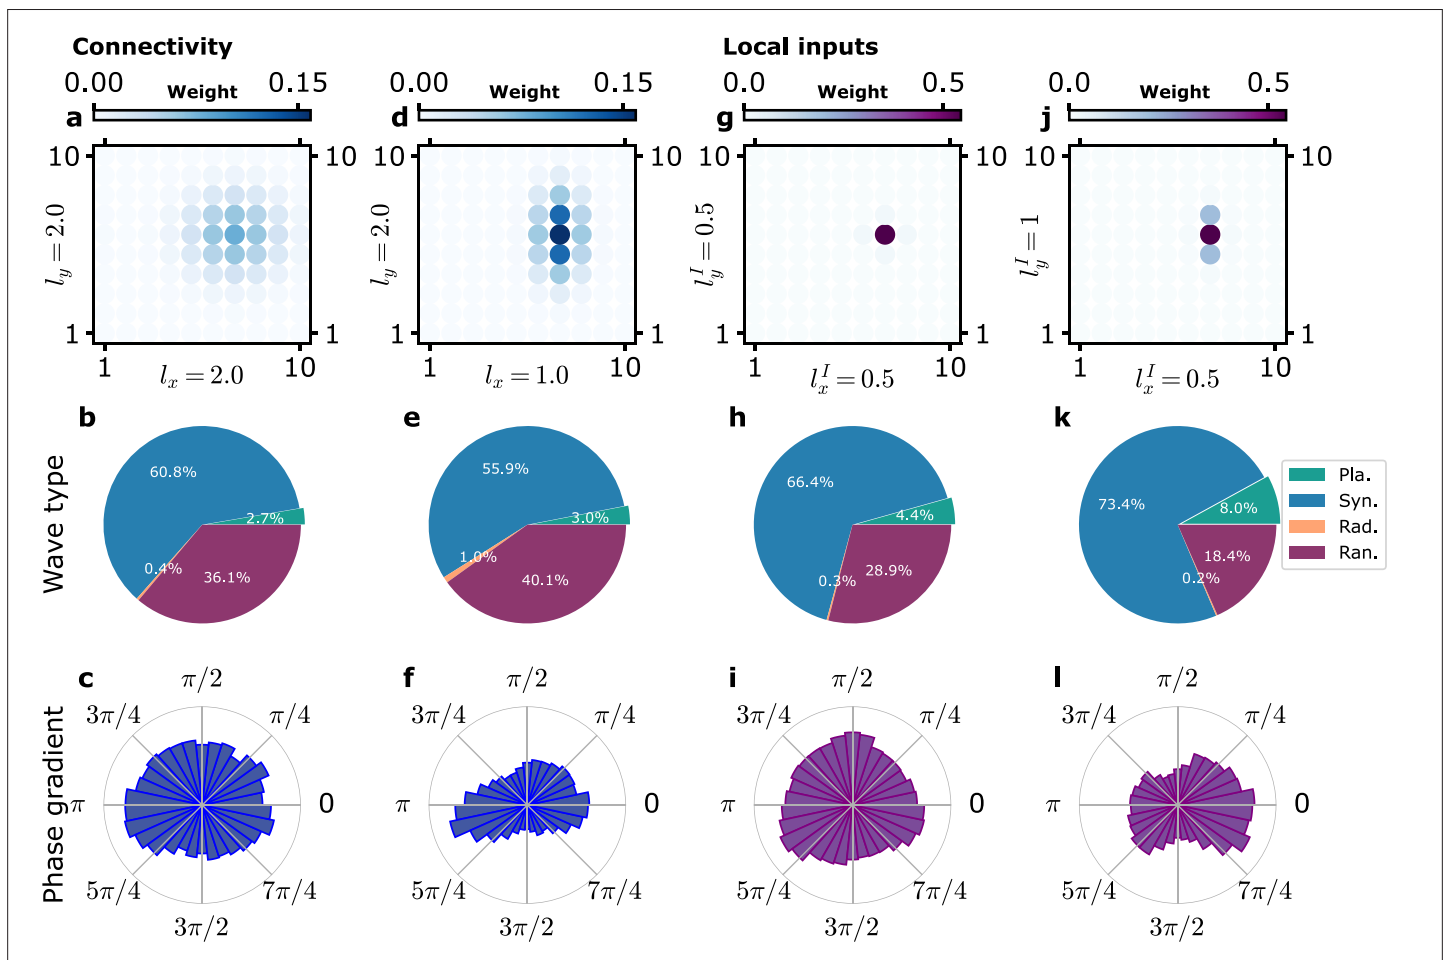 Connectivity
Local inputs
0.00 0.15
Weight
0.00 0.15
Weight
0.0 0.5
Weight
0.0 0.5
Weight
a
d
g
j
10 10
1 1
1 10
l_y = 2.0
l_x = 2.0
10
1 1
1 10
l_y = 2.0
l_x = 1.0
10
1 1
1 10
l_y^I = 0.5
l_x^I = 0.5
10 10
1 1
1 10
l_y^I = 1
l_x^I = 0.5
Wave type
b
60.8%
2.7%
0.4%
36.1%
e
55.9%
3.0%
1.0%
40.1%
h
66.4%
4.4%
0.3%
28.9%
k
73.4%
8.0%
18.4%
0.2%
Pla.
Syn.
Rad.
Ran.
Phase gradient
c
π/2
3π/4 π/4
π 0
5π/4 7π/4
3π/2
f
π/2
3π/4 π/4
π 0
5π/4 7π/4
3π/2
i
π/2
3π/4 π/4
π 0
5π/4 7π/4
3π/2
l
π/2
3π/4 π/4
π 0
5π/4 7π/4
3π/2